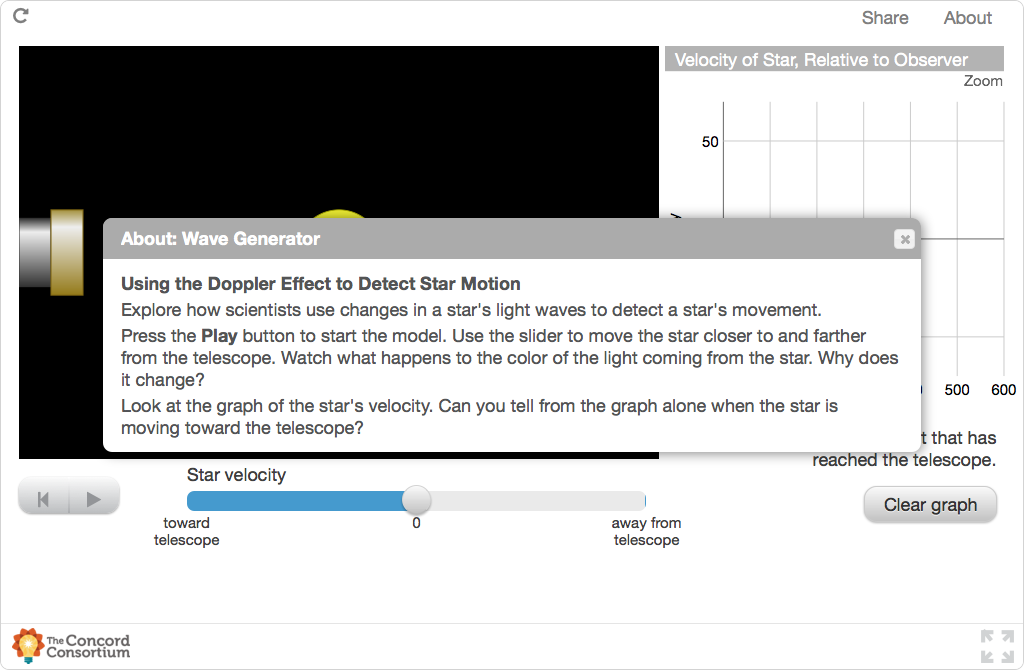 Share About
Velocity of Star, Relative to Observer
Zoom
50
About: Wave Generator
Using the Doppler Effect to Detect Star Motion
Explore how scientists use changes in a star's light waves to detect a star's movement.
Press the Play button to start the model. Use the slider to move the star closer to and farther
from the telescope. Watch what happens to the color of the light coming from the star. Why does
it change?
Look at the graph of the star's velocity. Can you tell from the graph alone when the star is
moving toward the telescope?
500 600
t that has
reached the telescope.
Star velocity
toward
telescope
0
away from
telescope
Clear graph
The Concord
Consortium